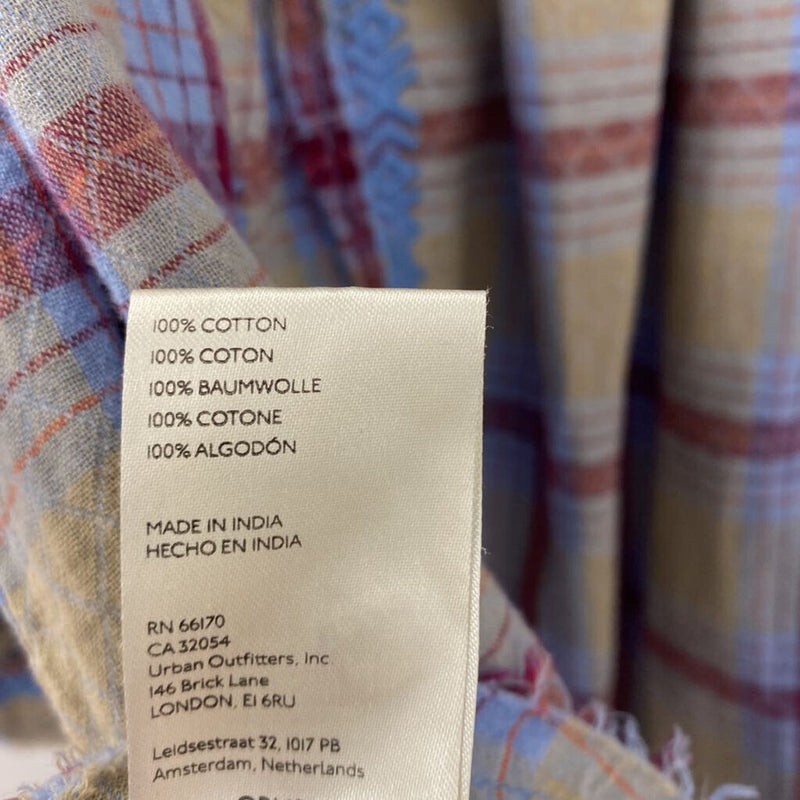 100% COTTON
100% COTON
100% BAUMWOLLE
100% COTONE
100% ALGODÓN
MADE IN INDIA
HECHO EN INDIA
RN 66170
CA 32054
Urban Outfitters, Inc
146 Brick Lane
LONDON, E1 6RU
Leidsestraat 32, 1017 PB
Amsterdam, Netherlands